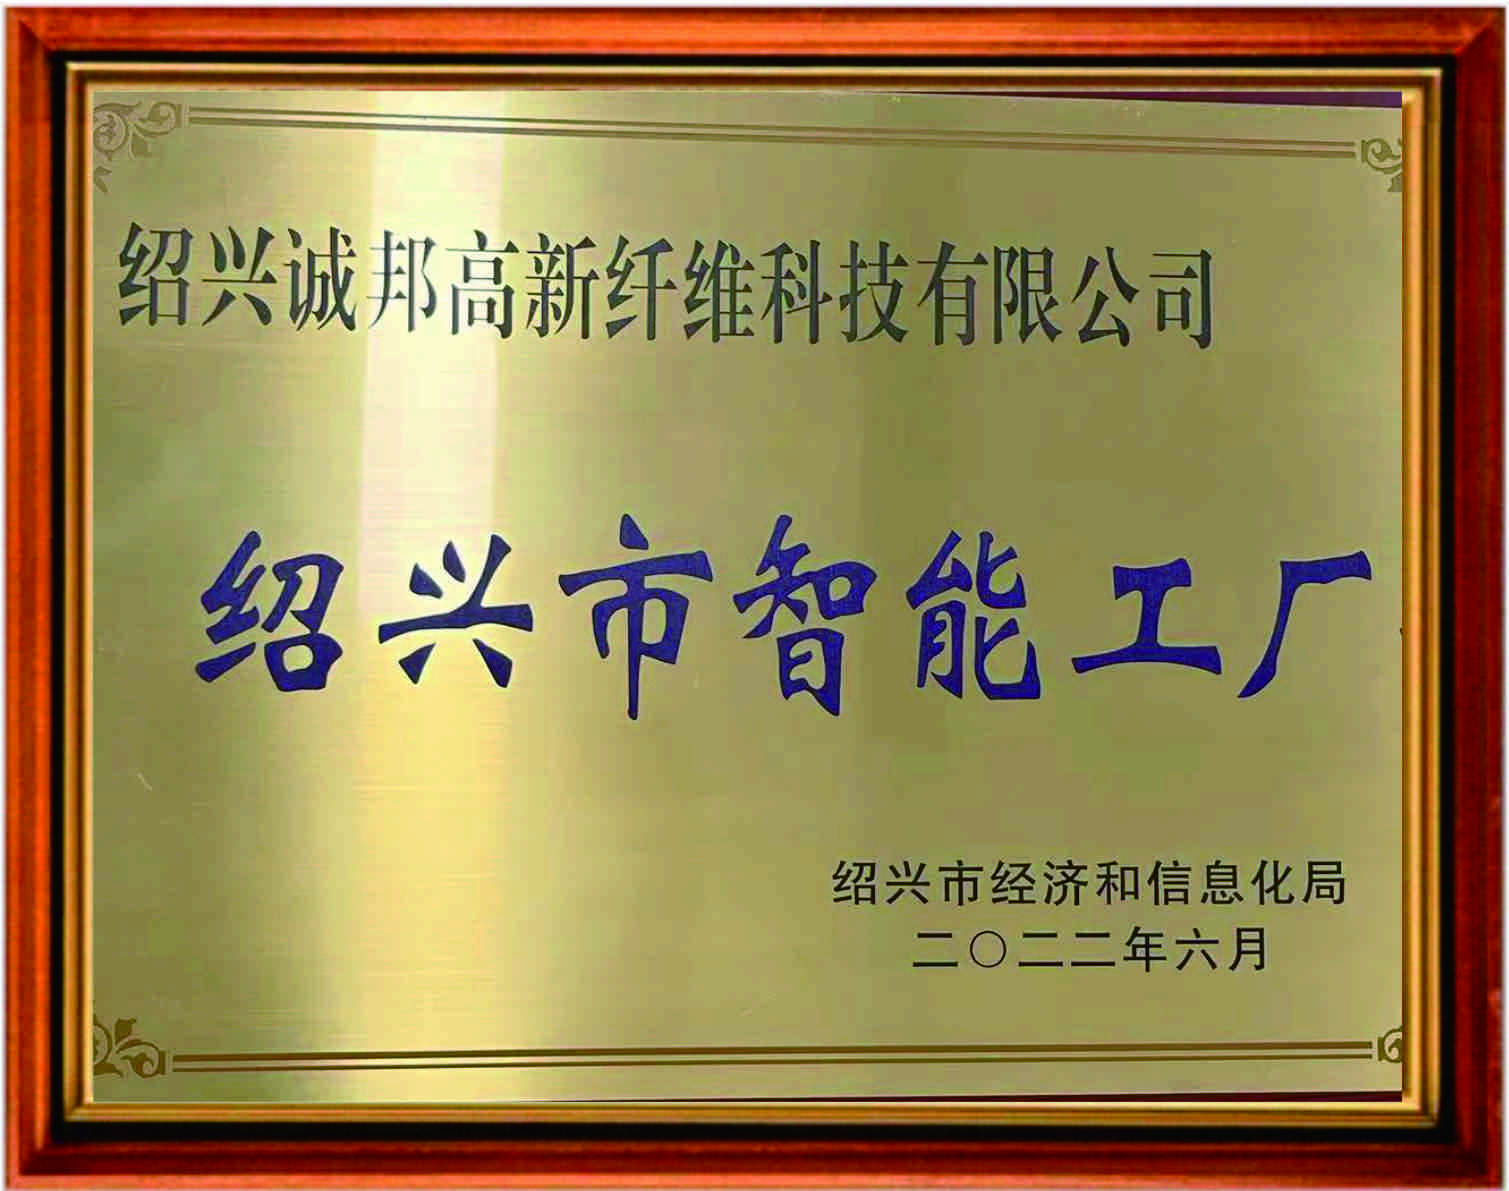 绍兴诚邦高新纤维科技有限公司
绍兴市智能工厂
绍兴市经济和信息化局
二〇二二年六月